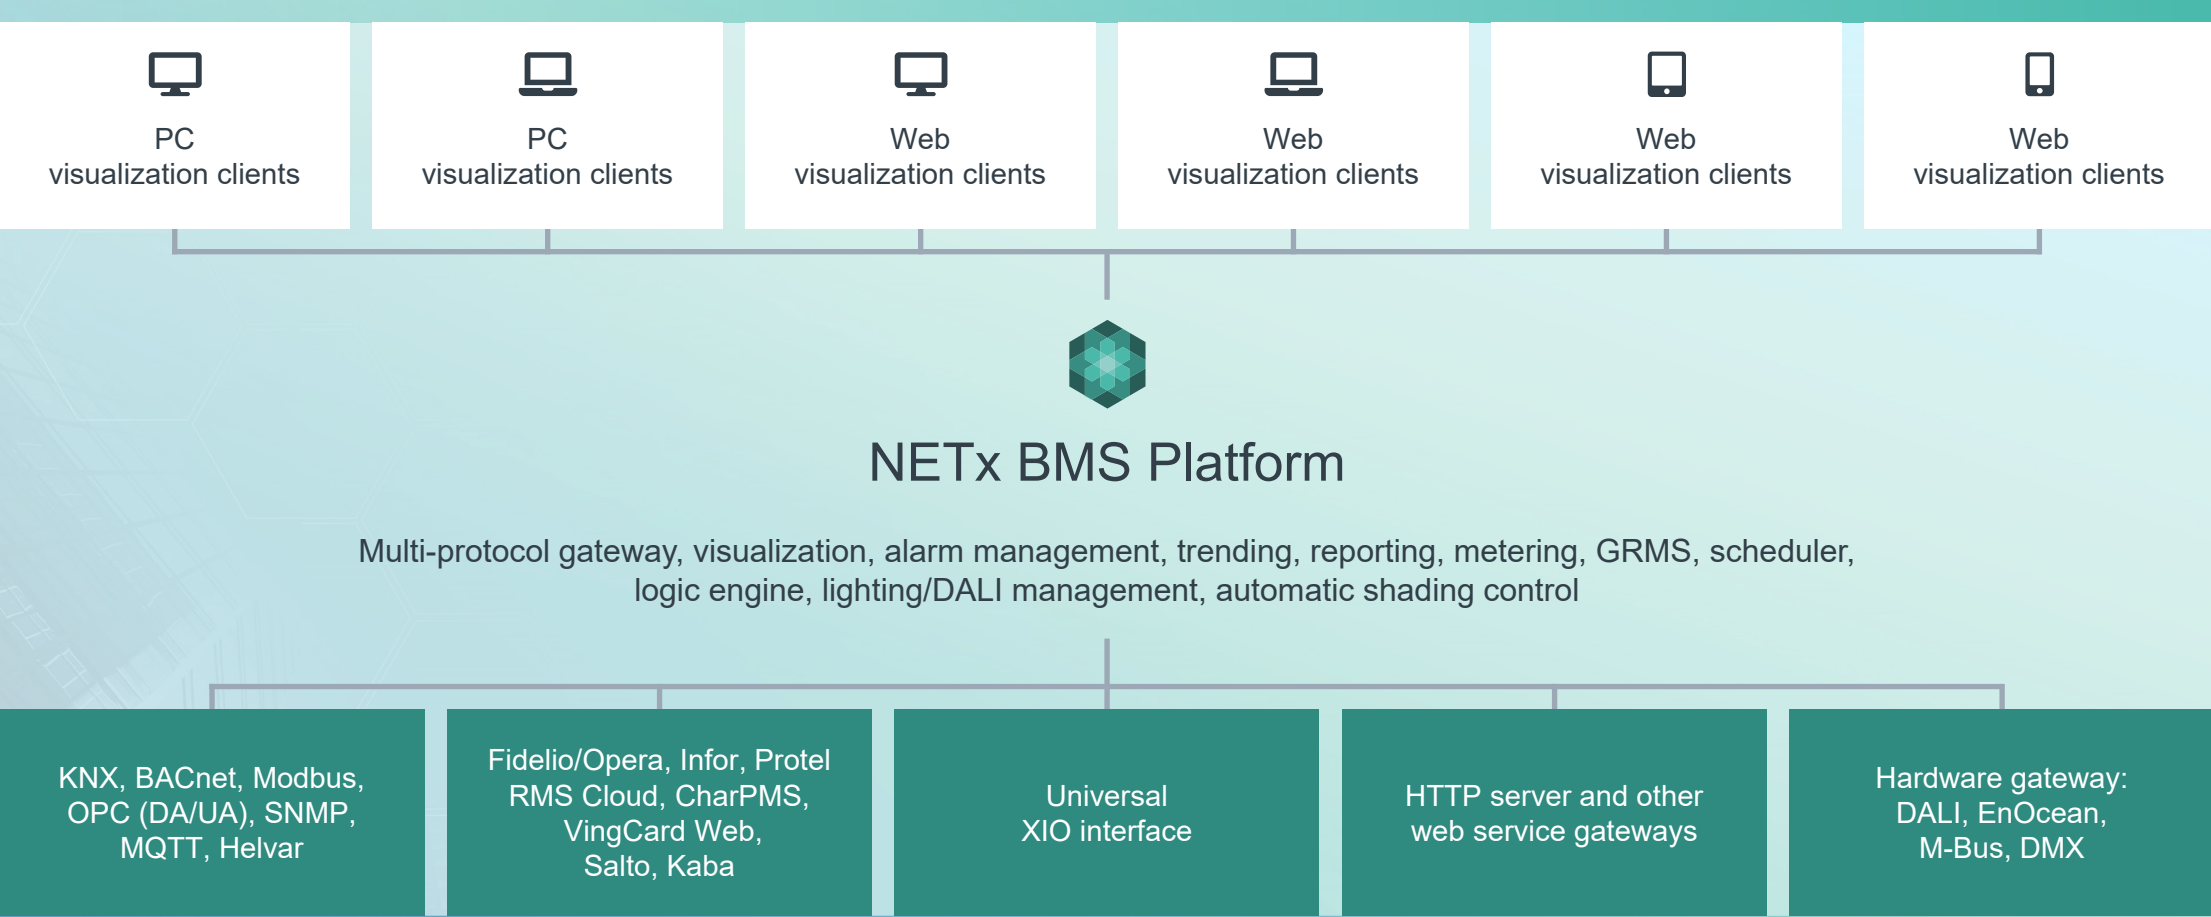 PC
visualization clients
PC
visualization clients
Web
visualization clients
Web
visualization clients
Web
visualization clients
Web
visualization clients
NETx BMS Platform
Multi-protocol gateway, visualization, alarm management, trending, reporting, metering, GRMS, scheduler,
logic engine, lighting/DALI management, automatic shading control
KNX, BACnet, Modbus,
OPC (DA/UA), SNMP,
MQTT, Helvar
Fidelio/Opera, Infor, Protel
RMS Cloud, CharPMS,
VingCard Web,
Salto, Kaba
Universal
XIO interface
HTTP server and other
web service gateways
Hardware gateway:
DALI, EnOcean,
M-Bus, DMX